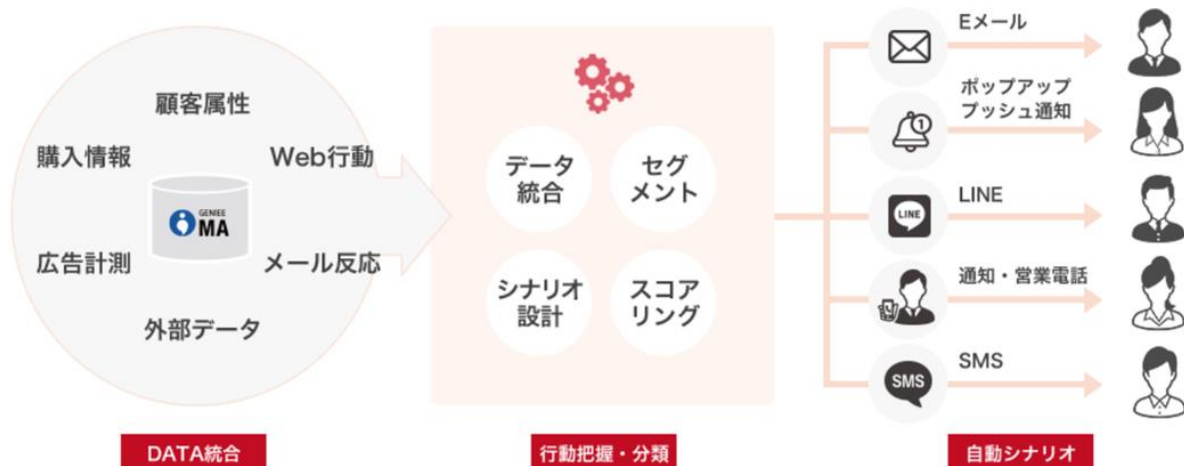 顧客属性
購入情報
Web行動
GENIEE
MA
広告計測
メール反応
外部データ
DATA統合
データ
統合
セグ
メント
シナリオ
設計
スコア
リング
行動把握・分類
Eメール
1
ポップアップ
プッシュ通知
LINE
LINE
通知・営業電話
SMS
SMS
自動シナリオ